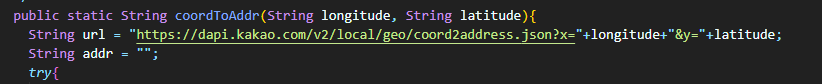 public static String coordToAddr(String longitude, String latitude){
String url = "https://dapi.kakao.com/v2/local/geo/coord2address.json?x="+longitude+"&y="+latitude;
String addr = "";
try{